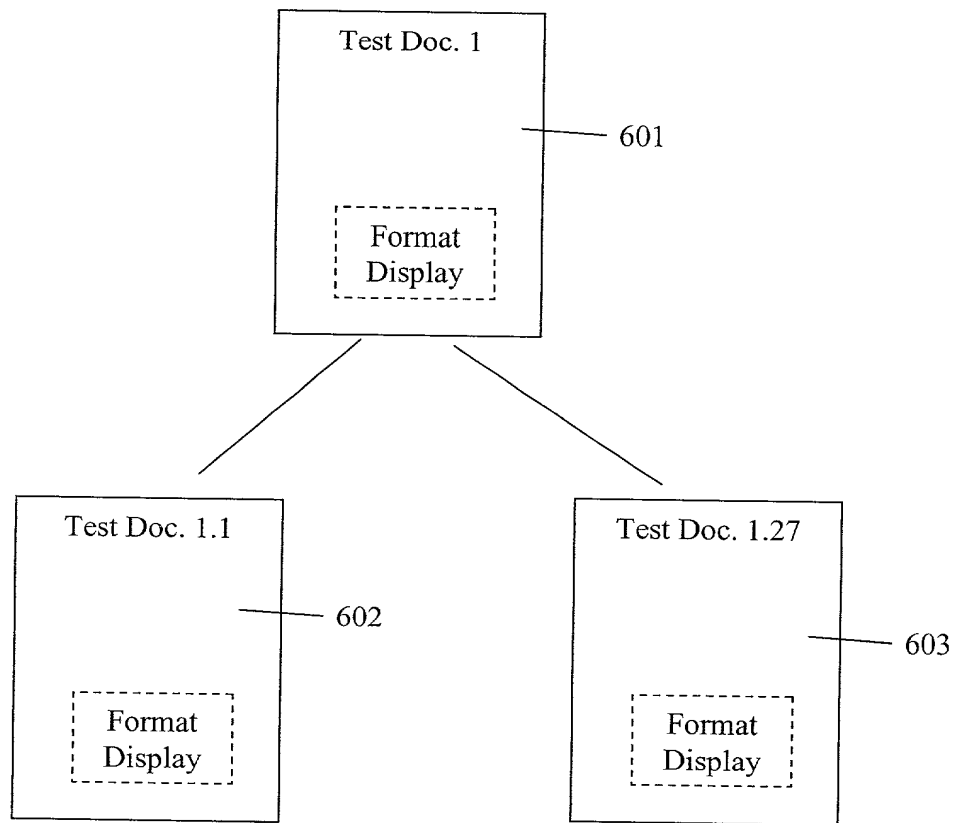 Test Doc. 1
601
Format
Display
Test Doc. 1.1
602
Format
Display
Test Doc. 1.27
603
Format
Display